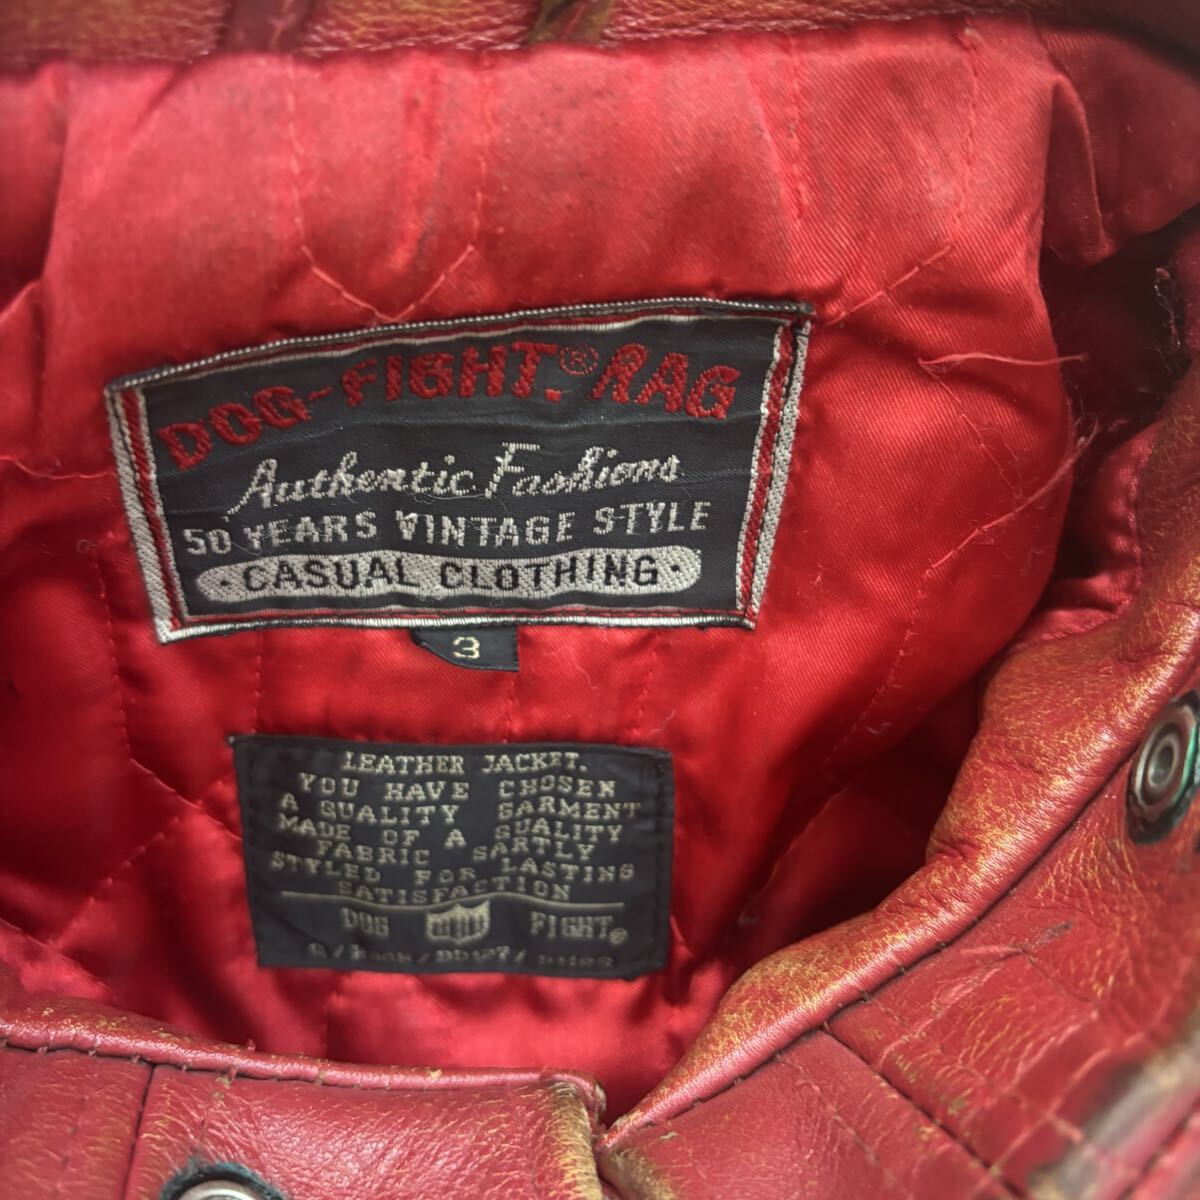 DOG-FIGHT.® RAG
Authentic Fashions
50 YEARS VINTAGE STYLE
·CASUAL CLOTHING·
3
LEATHER JACKET.
YOU HAVE CHOSEN
A QUALITY GARMENT
MADE OF A QUALITY
FABRIC SARTLY
STYLED FOR LASTING
SATISFACTION
DOG FIGHT®